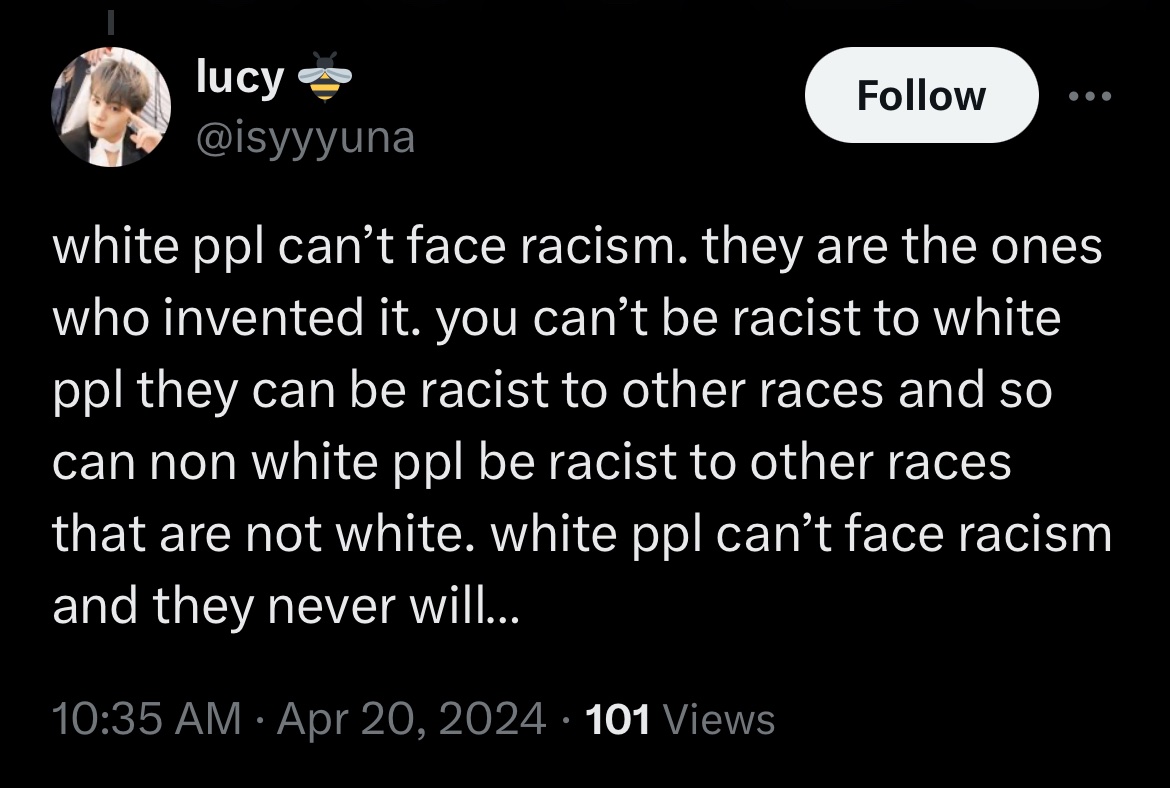 lucy 🐝
Follow
@isyyyuna
white ppl can’t face racism. they are the ones
who invented it. you can’t be racist to white
ppl they can be racist to other races and so
can non white ppl be racist to other races
that are not white. white ppl can’t face racism
and they never will...
10:35 AM · Apr 20, 2024 · 101 Views